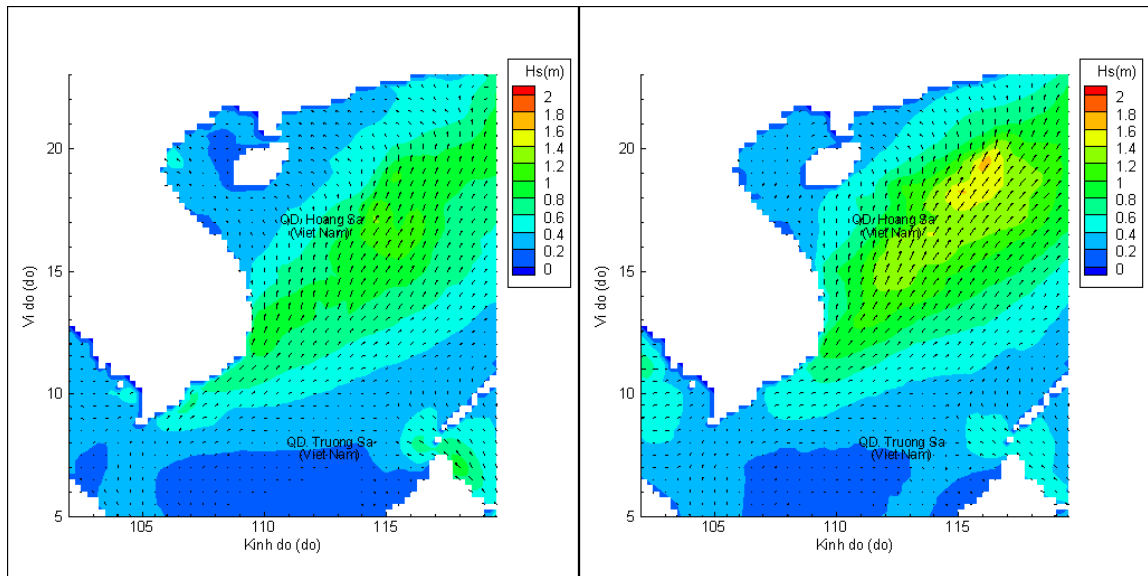 Hs(m)
2
1.8
1.6
1.4
1.2
1
0.8
0.6
0.4
0.2
0
20
15
10
5
Vi do (do)
QD. Hoang Sa
(Viet Nam)
QD. Truong Sa
(Viet Nam)
105
110
115
Kinh do (do)
Hs(m)
2
1.8
1.6
1.4
1.2
1
0.8
0.6
0.4
0.2
0
20
15
10
5
Vi do (do)
QD. Hoang Sa
(Viet Nam)
QD. Truong Sa
(Viet Nam)
105
110
115
Kinh do (do)